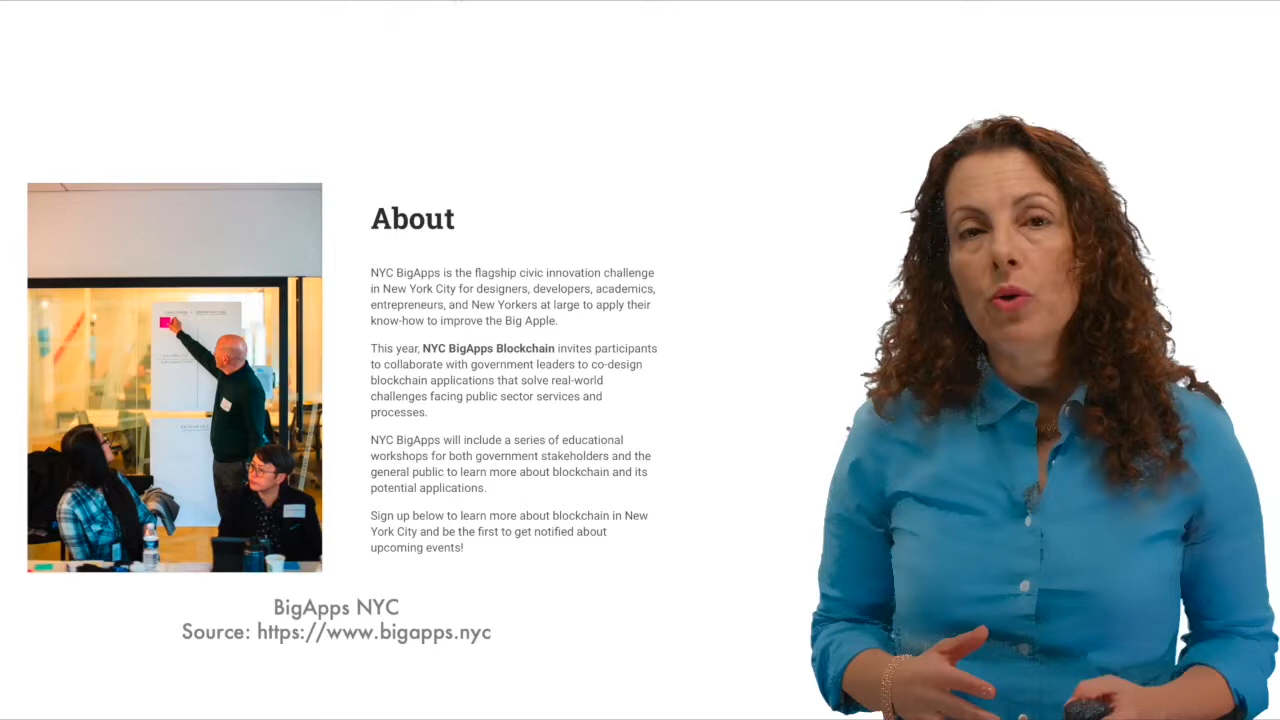 About
NYC BigApps is the flagship civic innovation challenge
in New York City for designers, developers, academics,
entrepreneurs, and New Yorkers at large to apply their
know-how to improve the Big Apple.
This year, NYC BigApps Blockchain invites participants
to collaborate with government leaders to co-design
blockchain applications that solve real-world
challenges facing public sector services and
processes.
NYC BigApps will include a series of educational
workshops for both government stakeholders and the
general public to learn more about blockchain and its
potential applications.
Sign up below to learn more about blockchain in New
York City and be the first to get notified about
upcoming events!
BigApps NYC
Source: https://www.bigapps.nyc